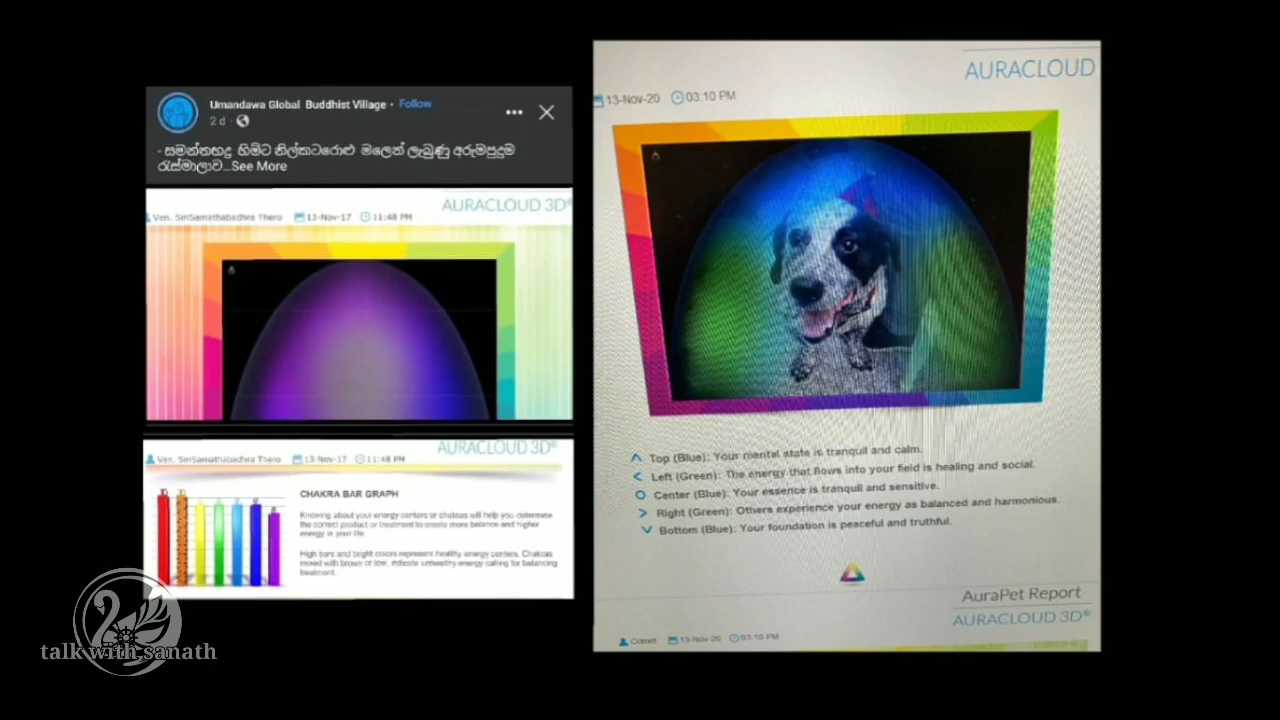 Umandawa Global Buddhist Village · Follow
2 d ·
- සමන්තභද්‍ර හිමිට නිල්කටරොළු මලෙන් ලැබුණු අරුමපුදුම
රැස්මාලාව...See More
AURACLOUD 3D®
Ven. SiriSamathabadhra Thero 13-Nov-17 11:48 PM
AURACLOUD 3D®
Ven. SiriSamathabadhra Thero 13-Nov-17 11:48 PM
CHAKRA BAR GRAPH
Knowing about your energy centers or chakras will help you determine
the correct product or treatment to create more balance and higher
energy in your life.
High bars and bright colors represent healthy energy centers. Chakras
mixed with brown or low, indicate unhealthy energy calling for balancing
treatment.
talk with sanath
AURACLOUD
13-Nov-20 03:10 PM
Top (Blue): Your mental state is tranquil and calm.
Left (Green): The energy that flows into your field is healing and social.
Center (Blue): Your essence is tranquil and sensitive.
Right (Green): Others experience your energy as balanced and harmonious.
Bottom (Blue): Your foundation is peaceful and truthful.
AuraPet Report
AURACLOUD 3D®
Comet 13-Nov-20 03:10 PM